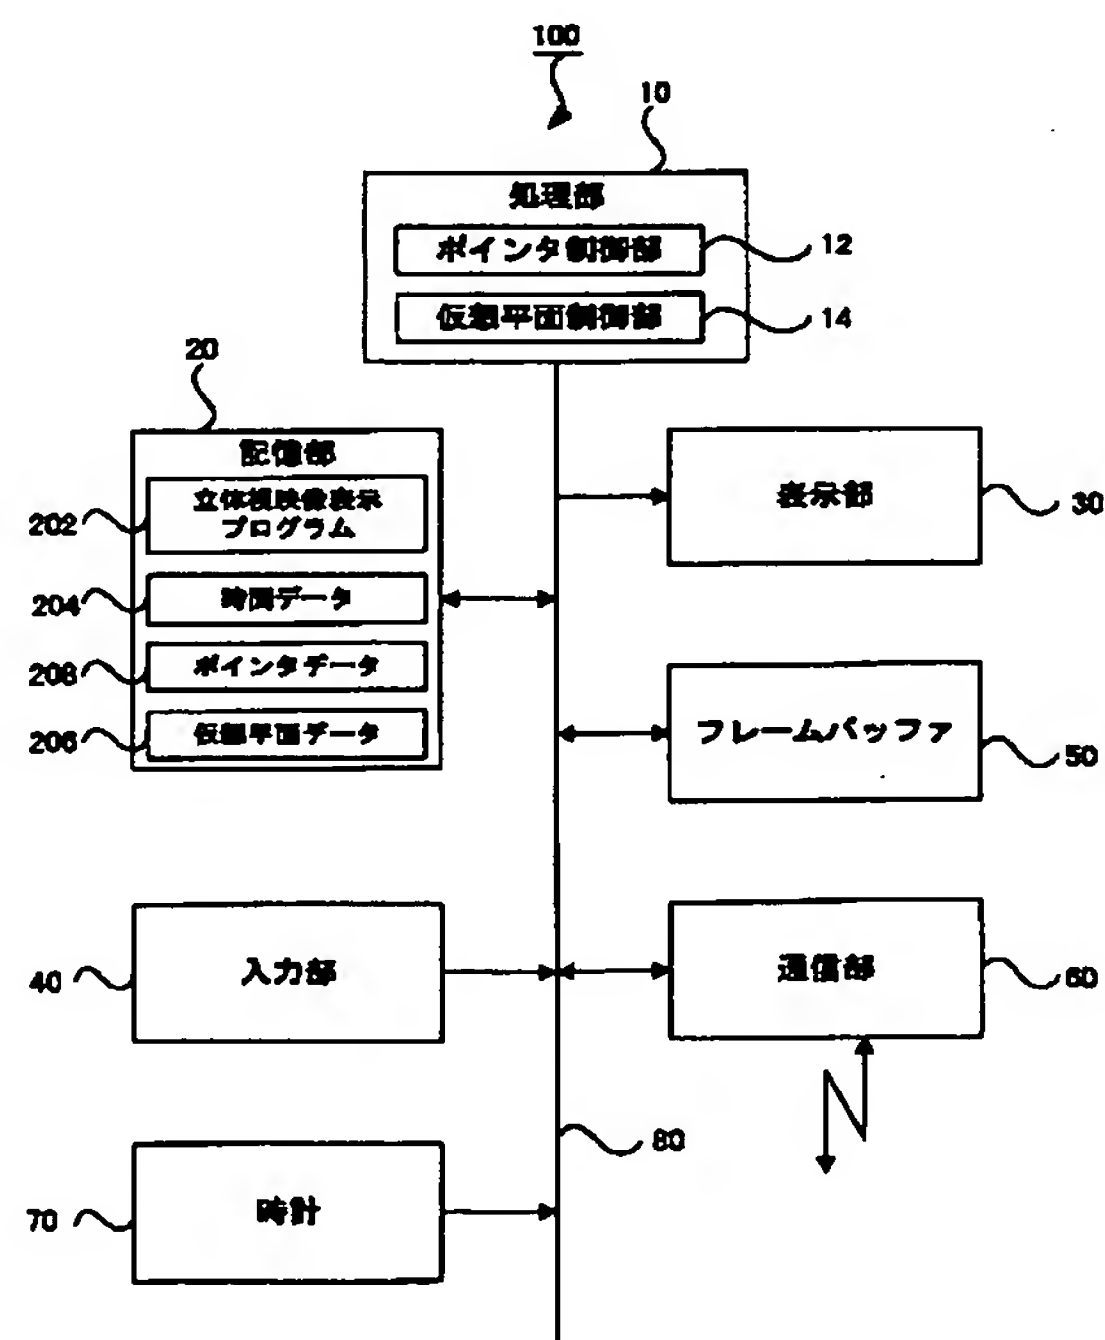 100
10
処理部
ポインタ制御部
12
仮想平面制御部
14
20
記憶部
立体視映像表示
プログラム
202
時間データ
204
ポインタデータ
208
仮想平面データ
206
表示部
30
フレームバッファ
50
入力部
40
通信部
60
80
時計
70